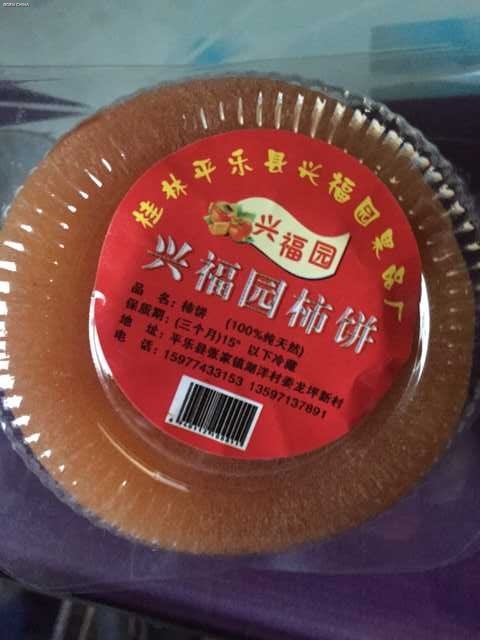 桂林平乐县兴福园果品厂
兴福园
兴福园柿饼
品 名：柿饼 (100%纯天然)
保质期：(三个月)15°以下冷藏
地 址：平乐县张家镇湖洋村委龙坪新村
电 话：15977433153 13597137891